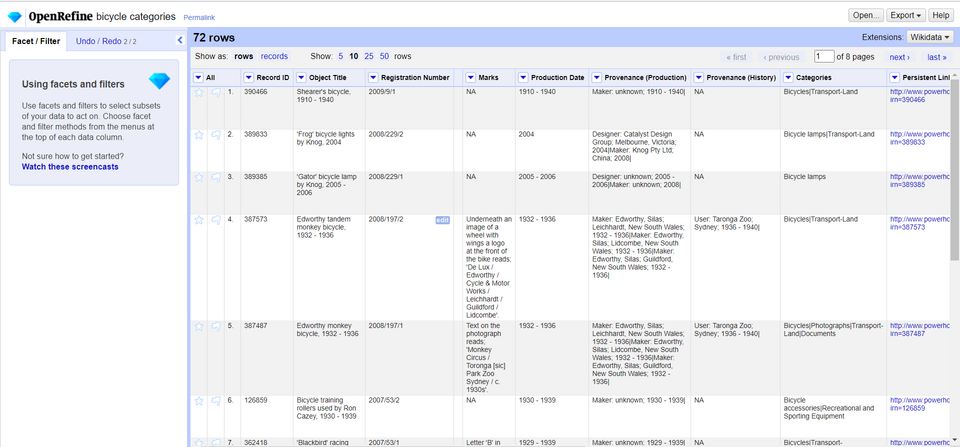 OpenRefine bicycle categories Permalink
Open... Export Help
Facet / Filter Undo / Redo 2 / 2
72 rows
Extensions: Wikidata
Show as: rows records Show: 5 10 25 50 rows
« first ‹ previous 1 of 8 pages next › last »
Using facets and filters
Use facets and filters to select subsets
of your data to act on. Choose facet
and filter methods from the menus at
the top of each data column.
Not sure how to get started?
Watch these screencasts
All Record ID Object Title Registration Number Marks Production Date Provenance (Production) Provenance (History) Categories Persistent Link
1. 390466 Shearer's bicycle, 2009/9/1 NA 1910 - 1940 Maker: unknown; 1910 - 1940| NA Bicycles|Transport-Land http://www.powerho
1910 - 1940 irn=390466
2. 389833 'Frog' bicycle lights 2008/229/2 NA 2004 Designer: Catalyst Design NA Bicycle lamps|Transport-Land http://www.powerho
by Knog, 2004 Group; Melbourne, Victoria; irn=389833
2004|Maker: Knog Pty Ltd;
China; 2008|
3. 389385 'Gator' bicycle lamp 2008/229/1 NA 2005 - 2006 Designer: unknown; 2005 - NA Bicycle lamps http://www.powerho
by Knog, 2005 - 2006|Maker: unknown; 2008| irn=389385
2006
4. 387573 Edworthy tandem 2008/197/2 edit Underneath an 1932 - 1936 Maker: Edworthy, Silas; User: Taronga Zoo; Bicycles|Transport-Land http://www.powerho
monkey bicycle, image of a Leichhardt, New South Wales; Sydney; 1936 - 1940| irn=387573
1932 - 1936 wheel with 1932 - 1936|Maker: Edworthy,
wings a logo Silas; Lidcombe, New South
at the front of Wales; 1932 - 1936|Maker:
the bike reads; Edworthy, Silas; Guildford,
'De Lux / New South Wales; 1932 -
Edworthy / 1936|
Cycle & Motor
Works /
Leichhardt /
Guildford /
Lidcombe'.
5. 387487 Edworthy monkey 2008/197/1 Text on the 1932 - 1936 Maker: Edworthy, Silas; User: Taronga Zoo; Bicycles|Photographs|Transport- http://www.powerho
bicycle, 1932 - 1936 photograph Leichhardt, New South Wales; Sydney; 1936 - 1940| Land|Documents irn=387487
reads; 1932 - 1936|Maker: Edworthy,
'Monkey Silas; Lidcombe, New South
Circus / Wales; 1932 - 1936|Maker:
Toronga [sic] Edworthy, Silas; Guildford,
Park Zoo New South Wales; 1932 -
Sydney / c. 1936|
1930s'.
6. 126859 Bicycle training 2007/53/2 NA 1930 - 1939 Maker: unknown; 1930 - 1939| NA Bicycle http://www.powerho
rollers used by Ron accessories|Recreational and irn=126859
Cazey, 1930 - 1939 Sporting Equipment
7. 362418 'Blackbird' racing 2007/53/1 Letter 'B' in 1929 - 1939 Maker: unknown; 1929 - 1939| NA Bicycles|Transport- http://www.powerho